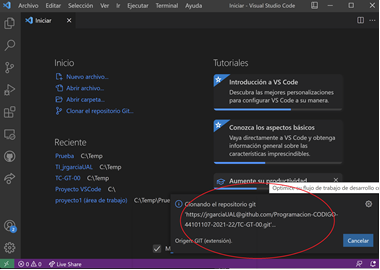 Archivo Editar Selección Ver Ir Ejecutar Terminal Ayuda Iniciar - Visual Studio Code
Iniciar
Inicio
Nuevo archivo...
Abrir archivo...
Abrir carpeta...
Clonar el repositorio Git...
Reciente
Prueba C:\Temp
TI_jrgarciaUAL C:\Temp
TC-GT-00 C:\Temp
Proyecto VSCode C:\
proyecto1 (área de trabajo) C:\Temp\Prue
Tutoriales
Introducción a VS Code
Descubra las mejores personalizaciones
para configurar VS Code a su manera.
Conozca los aspectos básicos
Vaya directamente a VS Code y obtenga
información general sobre las
características imprescindibles.
Aumente su productividad
Optimice su flujo de trabajo de desarrollo c
Clonando el repositorio git
'https://jrgarciaUAL@github.com/Programacion-CODIGO-
44101107-2021-22/TC-GT-00.git'...
Origen: GIT (extensión).
Cancelar
0 0 Live Share